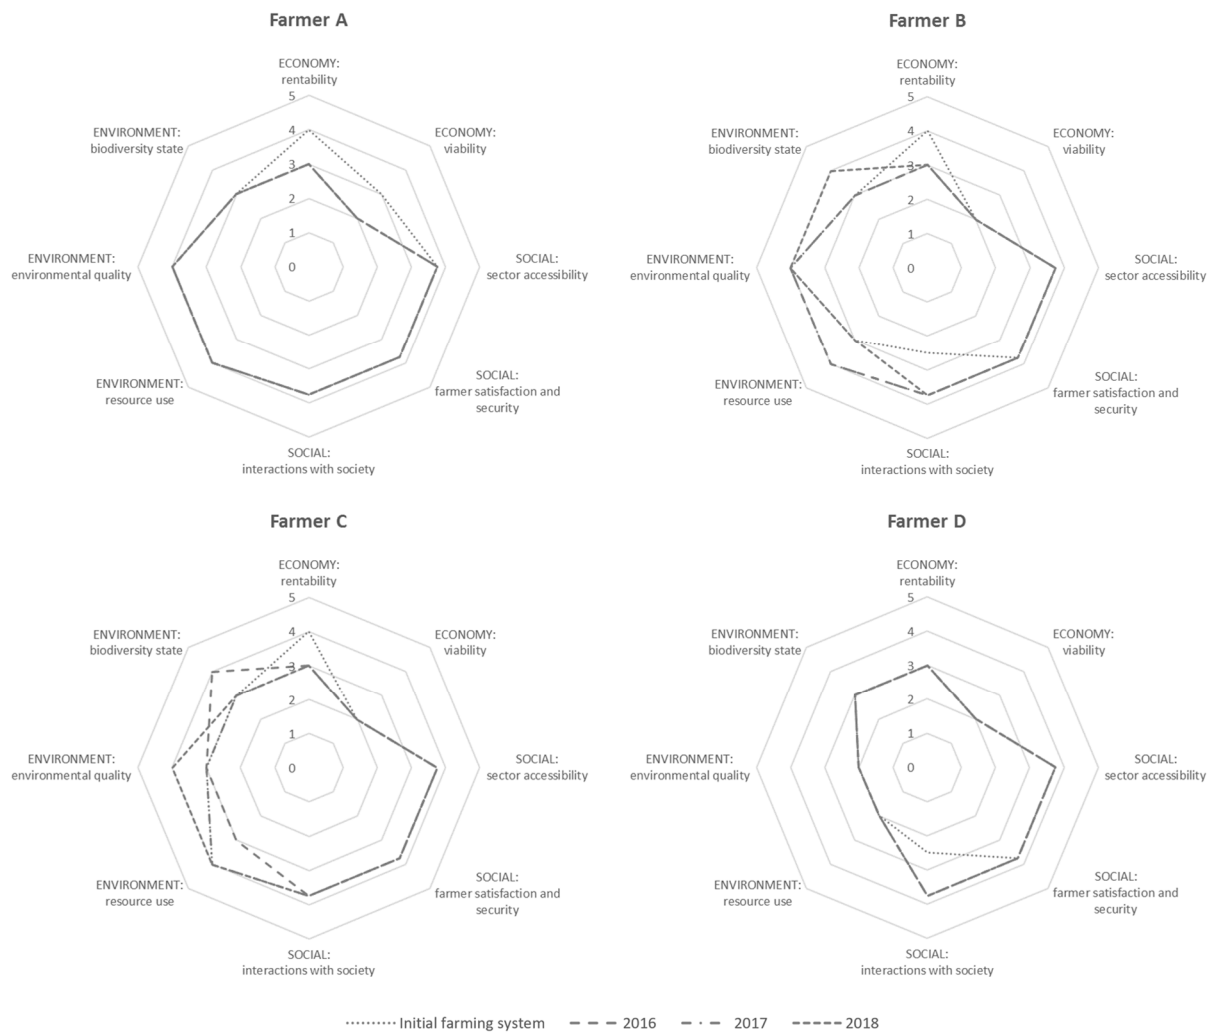 Farmer A
ECONOMY:
rentability
5
4
3
2
1
0
ECONOMY:
viability
SOCIAL:
sector accessibility
SOCIAL:
farmer satisfaction and
security
SOCIAL:
interactions with society
ENVIRONMENT:
resource use
ENVIRONMENT:
environmental quality
ENVIRONMENT:
biodiversity state
Farmer B
ECONOMY:
rentability
5
4
3
2
1
0
ECONOMY:
viability
SOCIAL:
sector accessibility
SOCIAL:
farmer satisfaction and
security
SOCIAL:
interactions with society
ENVIRONMENT:
resource use
ENVIRONMENT:
environmental quality
ENVIRONMENT:
biodiversity state
Farmer C
ECONOMY:
rentability
5
4
3
2
1
0
ECONOMY:
viability
SOCIAL:
sector accessibility
SOCIAL:
farmer satisfaction and
security
SOCIAL:
interactions with society
ENVIRONMENT:
resource use
ENVIRONMENT:
environmental quality
ENVIRONMENT:
biodiversity state
Farmer D
ECONOMY:
rentability
5
4
3
2
1
0
ECONOMY:
viability
SOCIAL:
sector accessibility
SOCIAL:
farmer satisfaction and
security
SOCIAL:
interactions with society
ENVIRONMENT:
resource use
ENVIRONMENT:
environmental quality
ENVIRONMENT:
biodiversity state
Initial farming system 2016 2017 2018